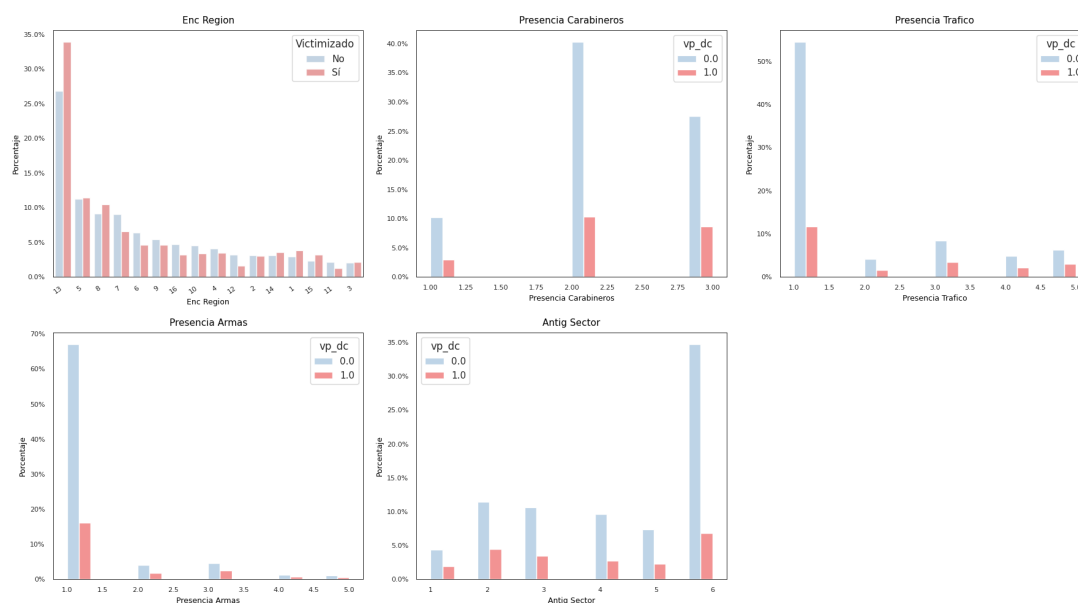 Enc Region
35.0%
30.0%
25.0%
20.0%
15.0%
10.0%
5.0%
0.0%
Porcentaje
Victimizado
No
Sí
13 5 8 7 6 9 16 10 4 12 2 14 1 15 11 3
Enc Region
Presencia Carabineros
40.0%
35.0%
30.0%
25.0%
20.0%
15.0%
10.0%
5.0%
0.0%
Porcentaje
vp_dc
0.0
1.0
1.00 1.25 1.50 1.75 2.00 2.25 2.50 2.75 3.00
Presencia Carabineros
Presencia Trafico
50%
40%
30%
20%
10%
0%
Porcentaje
vp_dc
0.0
1.0
1.0 1.5 2.0 2.5 3.0 3.5 4.0 4.5 5.0
Presencia Trafico
Presencia Armas
70%
60%
50%
40%
30%
20%
10%
0%
Porcentaje
vp_dc
0.0
1.0
1.0 1.5 2.0 2.5 3.0 3.5 4.0 4.5 5.0
Presencia Armas
Antig Sector
35.0%
30.0%
25.0%
20.0%
15.0%
10.0%
5.0%
0.0%
Porcentaje
vp_dc
0.0
1.0
1 2 3 4 5 6
Antig Sector